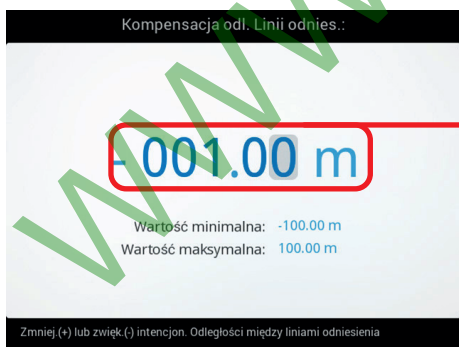 Kompensacja odl. Linii odnies.:
- 001.00 m
Wartość minimalna: -100.00 m
Wartość maksymalna: 100.00 m
Zmniej.(+) lub zwięk.(-) intencjon. Odległości między liniami odniesienia